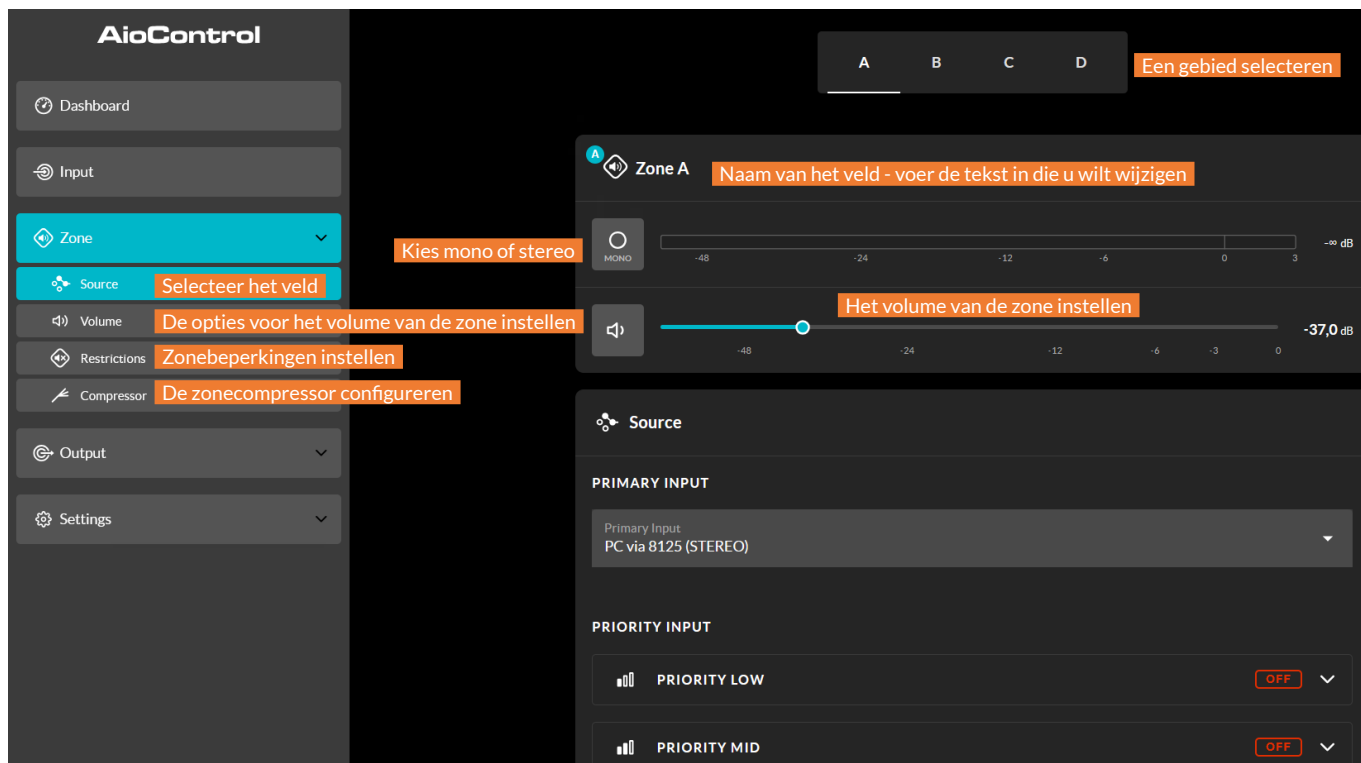 AioControl
A B C D
Een gebied selecteren
Dashboard
Input
Zone
Source
Selecteer het veld
Volume
De opties voor het volume van de zone instellen
Restrictions
Zonebeperkingen instellen
Compressor
De zonecompressor configureren
Output
Settings
A
Zone A
Naam van het veld - voer de tekst in die u wilt wijzigen
Kies mono of stereo
MONO
-∞ dB
-48 -24 -12 -6 0 3
Het volume van de zone instellen
-37,0 dB
-48 -24 -12 -6 -3 0
Source
PRIMARY INPUT
Primary Input
PC via 8125 (STEREO)
PRIORITY INPUT
PRIORITY LOW OFF
PRIORITY MID OFF